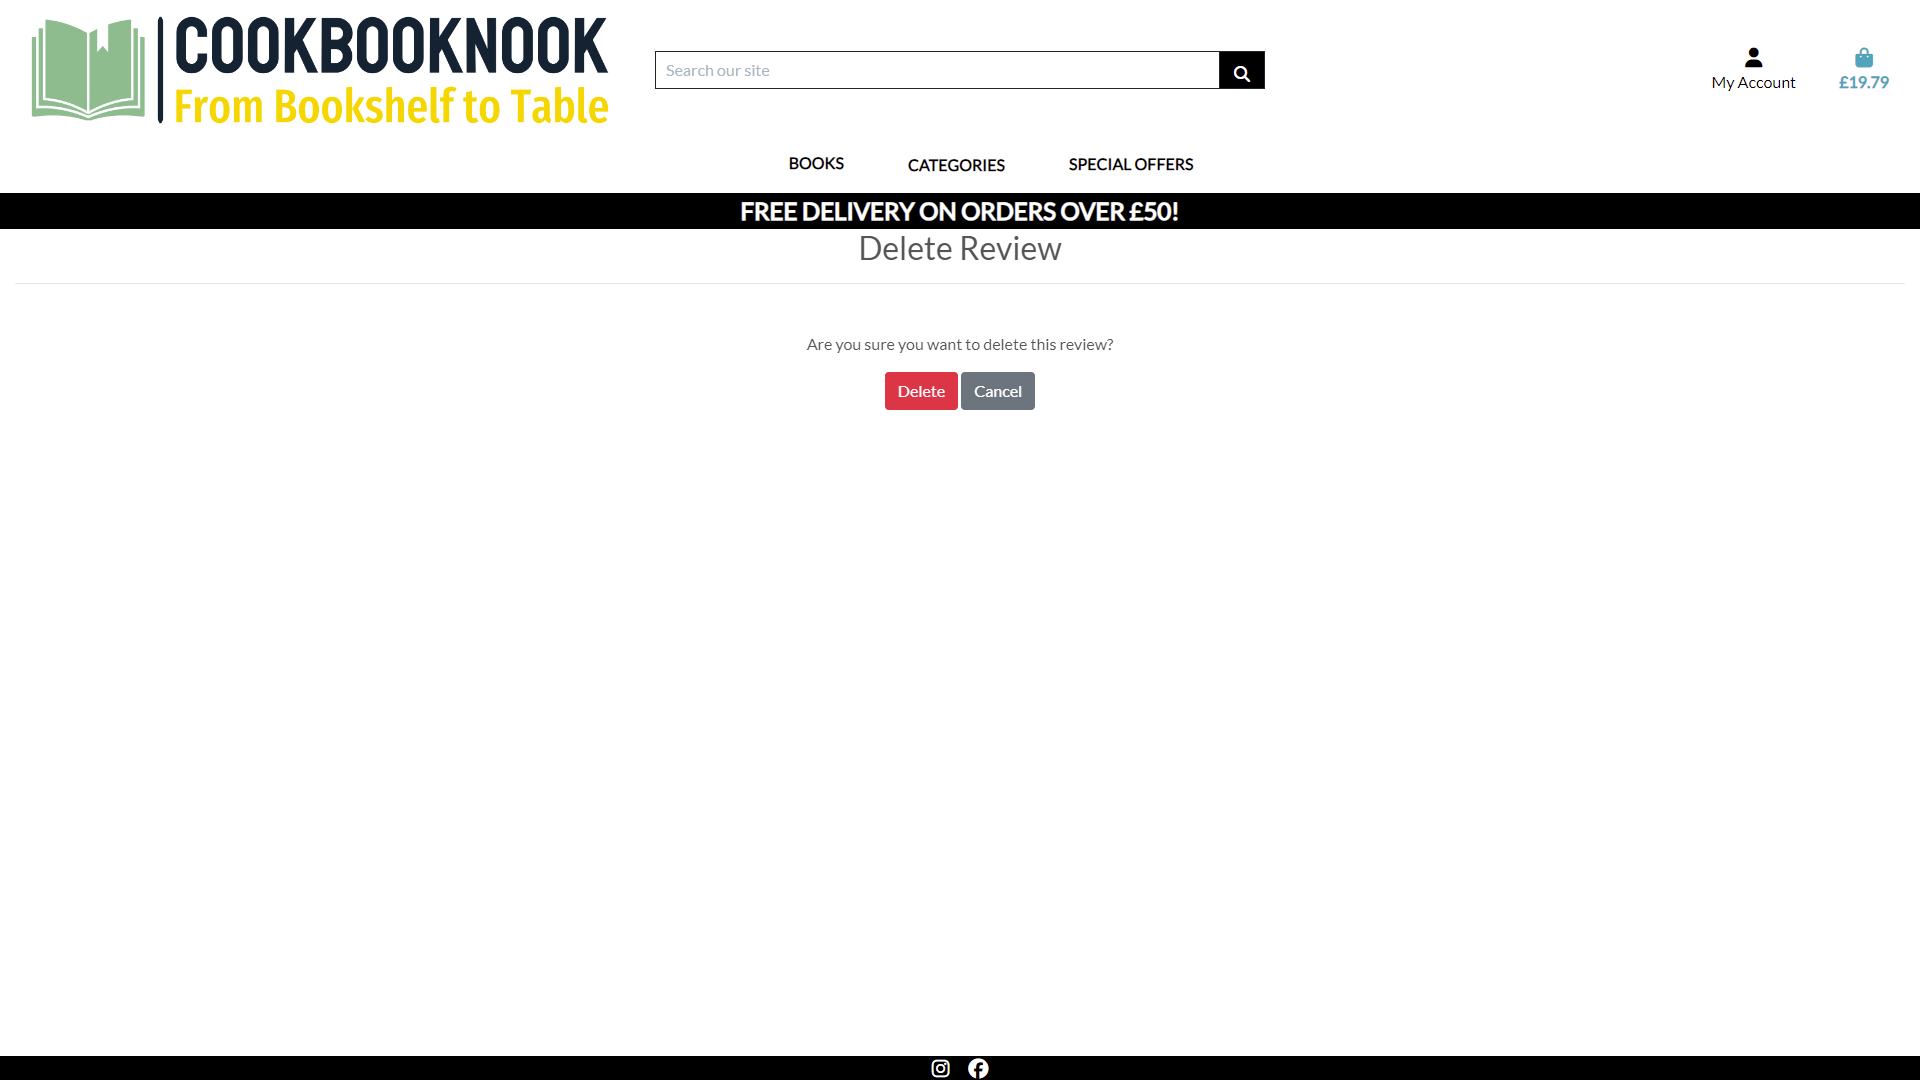 COOKBOOKNOOK
From Bookshelf to Table
Search our site
My Account
£19.79
BOOKS
CATEGORIES
SPECIAL OFFERS
FREE DELIVERY ON ORDERS OVER £50!
Delete Review
Are you sure you want to delete this review?
Delete
Cancel